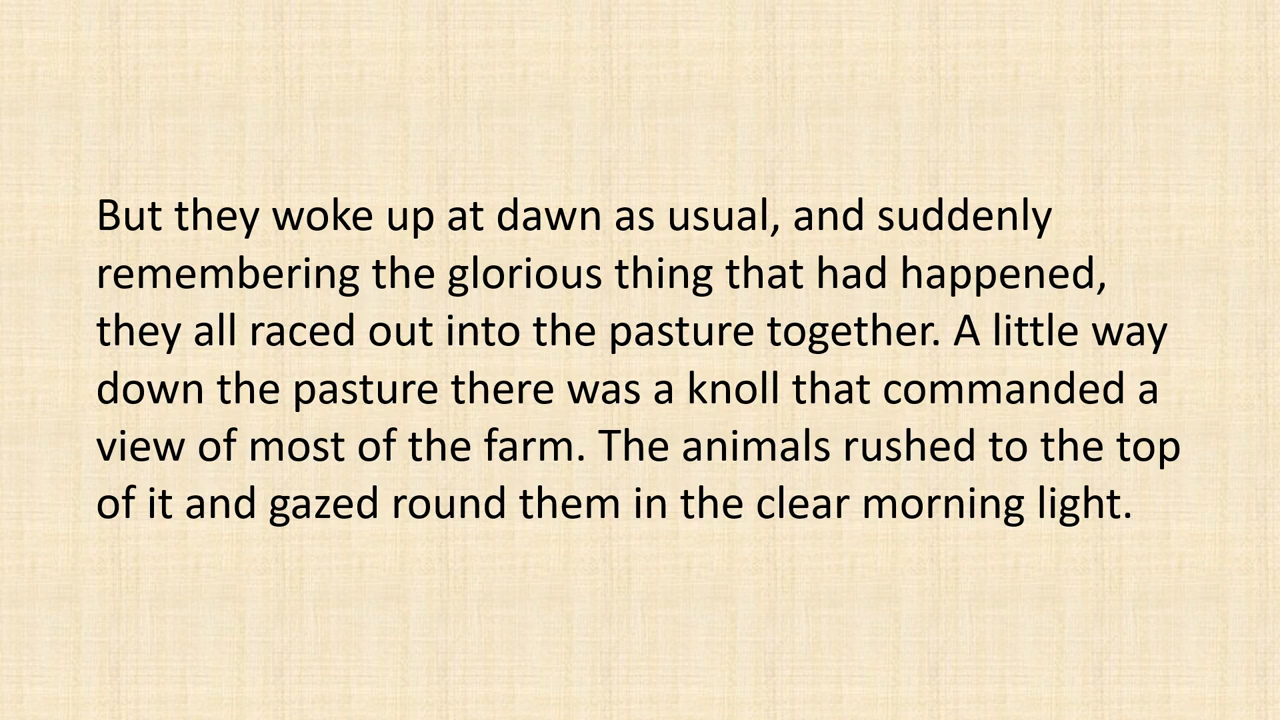 But they woke up at dawn as usual, and suddenly
remembering the glorious thing that had happened,
they all raced out into the pasture together. A little way
down the pasture there was a knoll that commanded a
view of most of the farm. The animals rushed to the top
of it and gazed round them in the clear morning light.